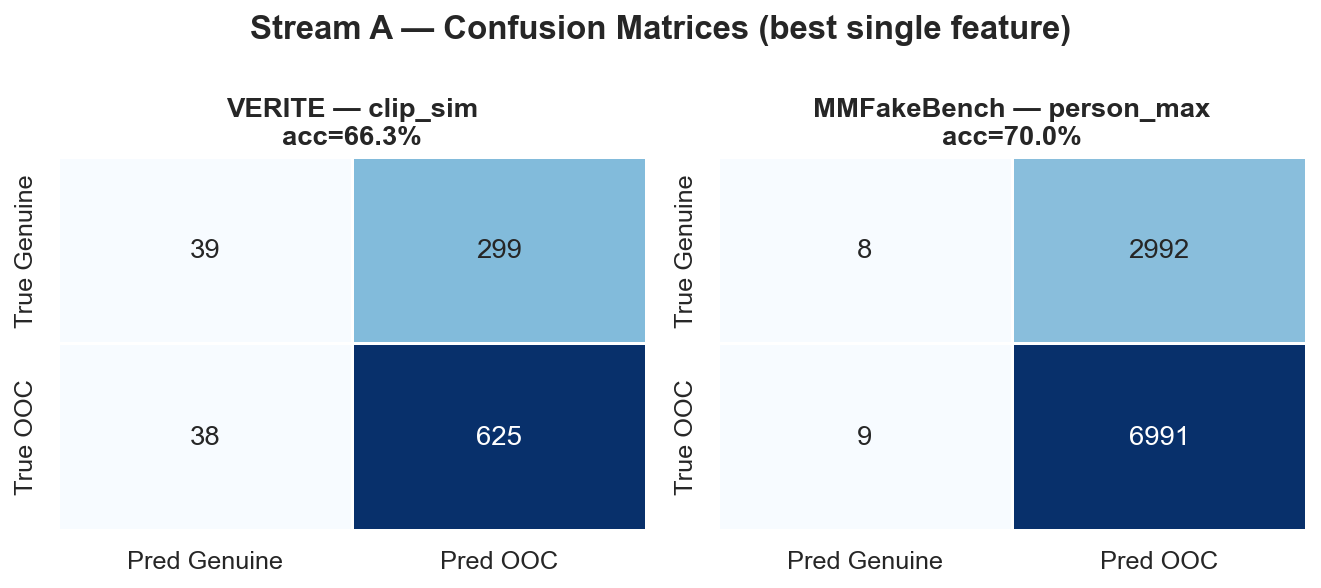 Stream A — Confusion Matrices (best single feature)
VERITE — clip_sim
acc=66.3%
True Genuine
39
299
True OOC
38
625
Pred Genuine
Pred OOC
MMFakeBench — person_max
acc=70.0%
True Genuine
8
2992
True OOC
9
6991
Pred Genuine
Pred OOC